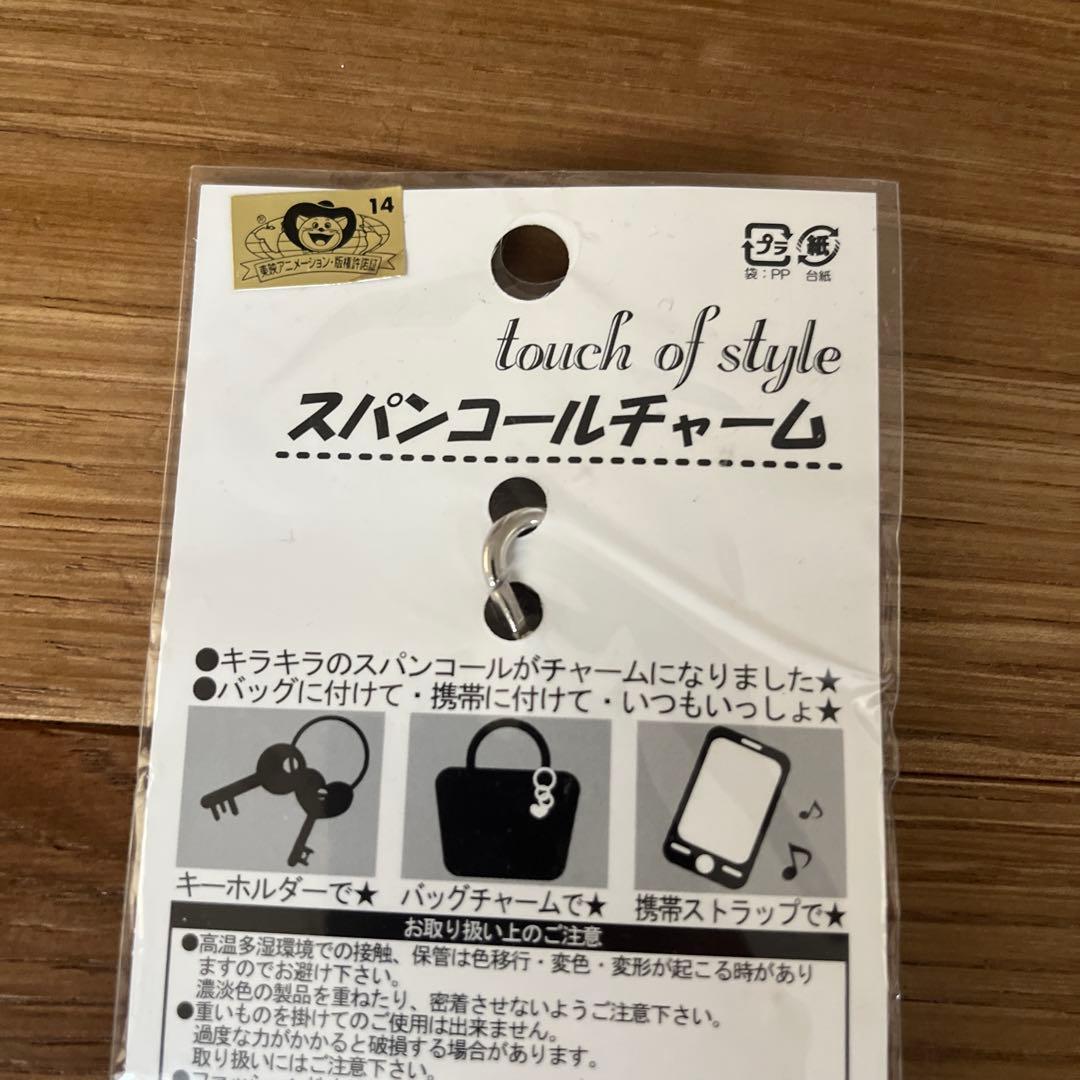 14
®
東映アニメーション・版権許諾証
プラ
紙
袋：PP
台紙
touch of style
スパンコールチャーム
●キラキラのスパンコールがチャームになりました★
●バッグに付けて・携帯に付けて・いつもいっしょ★
キーホルダーで★
バッグチャームで★
携帯ストラップで★
お取り扱い上のご注意
●高温多湿環境での接触、保管は色移行・変色・変形が起こる時があり
ますのでお避け下さい。
濃淡色の製品を重ねたり、密着させないようご注意下さい。
●重いものを掛けてのご使用は出来ません。
過度な力がかかると破損する場合があります。
取り扱いにはご注意下さい。